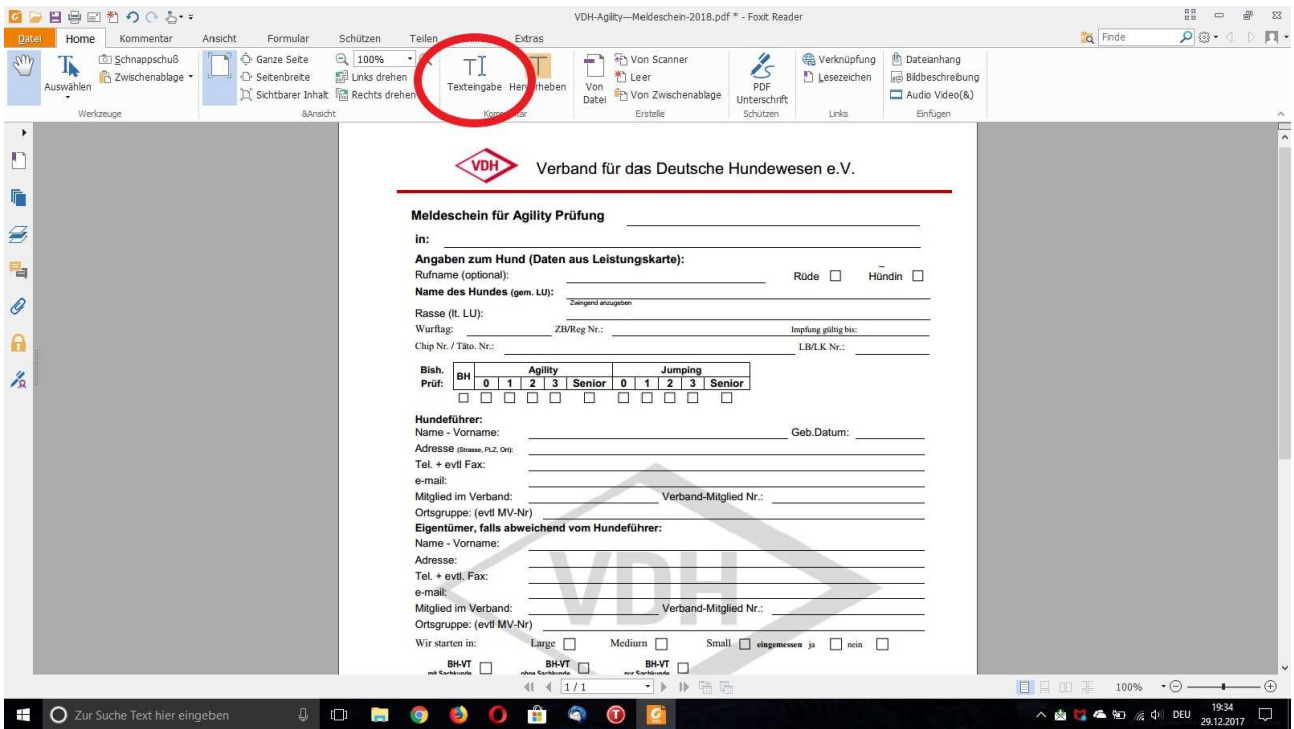 VDH-Agility---Meldeschein-2018.pdf * - Foxit Reader
Datei Home Kommentar Ansicht Formular Schützen Teilen Extras
Finde
Auswählen
Schnappschuß
Zwischenablage
Werkzeuge
Ganze Seite
Seitenbreite
Sichtbarer Inhalt
100%
Links drehen
Rechts drehen
&Ansicht
Texteingabe
Von Datei
Von Scanner
Leer
Von Zwischenablage
Erstelle
PDF Unterschrift
Schützen
Verknüpfung
Lesezeichen
Links
Dateianhang
Bildbeschreibung
Audio Video(&)
Einfügen
VDH
Verband für das Deutsche Hundewesen e.V.
Meldeschein für Agility Prüfung
in:
Angaben zum Hund (Daten aus Leistungskarte):
Rufname (optional): Rüde Hündin
Name des Hundes (gem. LU):
Zwingend anzugeben
Rasse (lt. LU):
Wurftag: ZB/Reg Nr.: Impfung gültig bis:
Chip Nr. / Täto. Nr.: LB/LK Nr.:
Bish. Prüf: BH Agility Jumping
0 1 2 3 Senior 0 1 2 3 Senior
Hundeführer:
Name - Vorname: Geb.Datum:
Adresse (Strasse, PLZ, Ort):
Tel. + evtl Fax:
e-mail:
Mitglied im Verband: Verband-Mitglied Nr.:
Ortsgruppe: (evtl MV-Nr)
Eigentümer, falls abweichend vom Hundeführer:
Name - Vorname:
Adresse:
Tel. + evtl. Fax:
e-mail:
Mitglied im Verband: Verband-Mitglied Nr.:
Ortsgruppe: (evtl MV-Nr)
VDH
Wir starten in: Large Medium Small eingemessen ja nein
BH-VT BH-VT BH-VT
mit Sachkunde ohne Sachkunde nur Sachkunde
1 / 1
100%
Zur Suche Text hier eingeben
DEU
19:34
29.12.2017